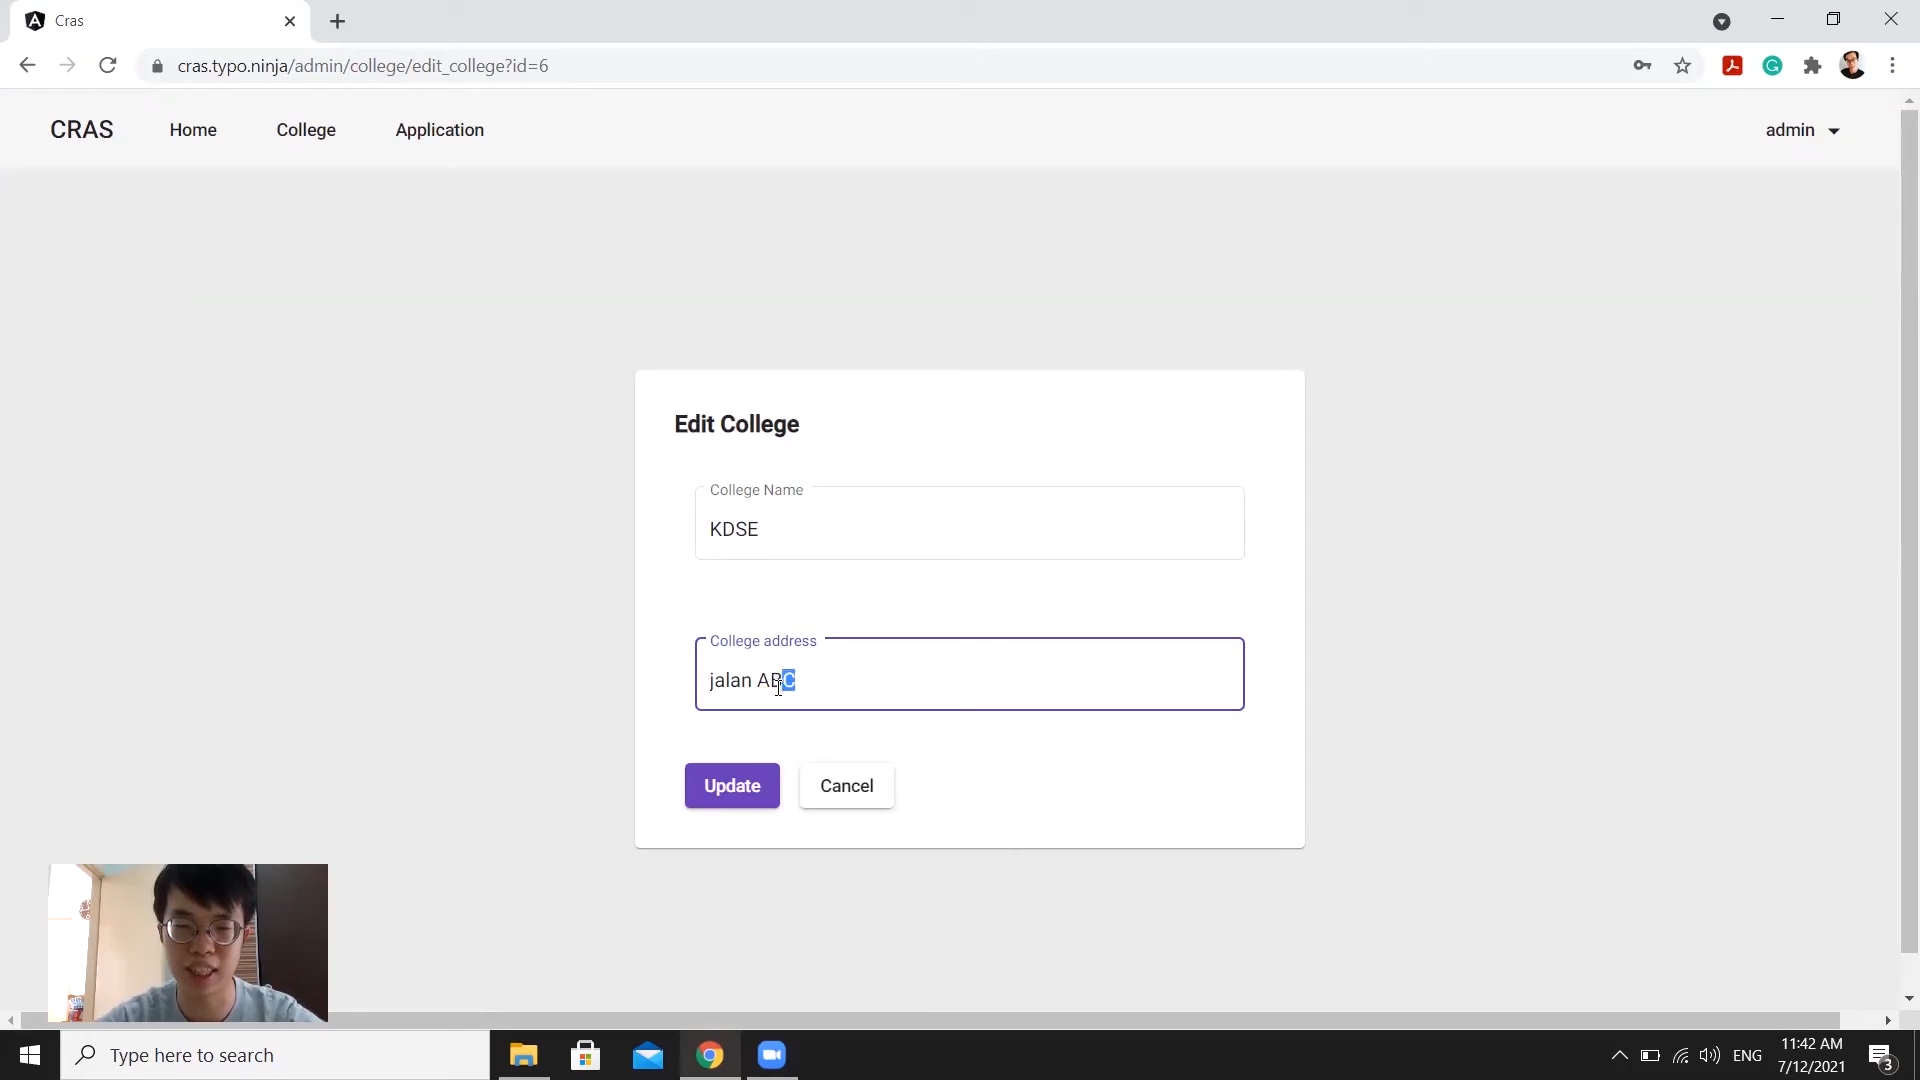 Cras
cras.typo.ninja/admin/college/edit_college?id=6
CRAS Home College Application admin
Edit College
College Name
KDSE
College address
jalan ABC
Update Cancel
Type here to search
ENG
11:42 AM
7/12/2021
3